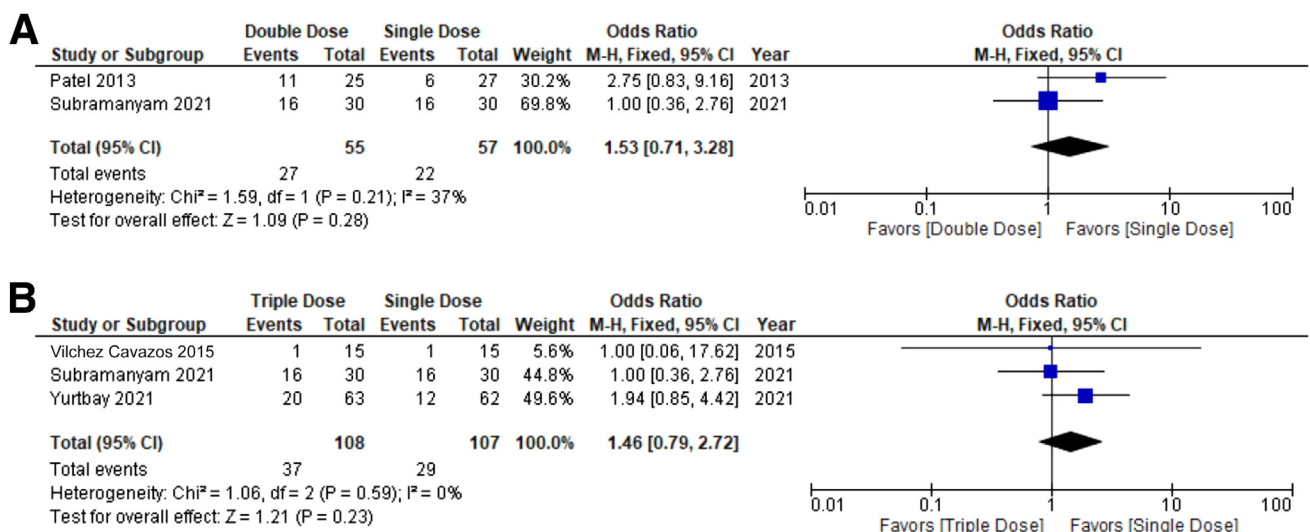 A
Double Dose Single Dose Odds Ratio Odds Ratio
Study or Subgroup Events Total Events Total Weight M-H, Fixed, 95% CI Year M-H, Fixed, 95% CI
Patel 2013 11 25 6 27 30.2% 2.75 [0.83, 9.16] 2013
Subramanyam 2021 16 30 16 30 69.8% 1.00 [0.36, 2.76] 2021
Total (95% CI) 55 57 100.0% 1.53 [0.71, 3.28]
Total events 27 22
Heterogeneity: Chi² = 1.59, df = 1 (P = 0.21); I² = 37%
Test for overall effect: Z = 1.09 (P = 0.28)
0.01 0.1 1 10 100
Favors [Double Dose] Favors [Single Dose]
B
Triple Dose Single Dose Odds Ratio Odds Ratio
Study or Subgroup Events Total Events Total Weight M-H, Fixed, 95% CI Year M-H, Fixed, 95% CI
Vilchez Cavazos 2015 1 15 1 15 5.6% 1.00 [0.06, 17.62] 2015
Subramanyam 2021 16 30 16 30 44.8% 1.00 [0.36, 2.76] 2021
Yurtbay 2021 20 63 12 62 49.6% 1.94 [0.85, 4.42] 2021
Total (95% CI) 108 107 100.0% 1.46 [0.79, 2.72]
Total events 37 29
Heterogeneity: Chi² = 1.06, df = 2 (P = 0.59); I² = 0%
Test for overall effect: Z = 1.21 (P = 0.23)
0.01 0.1 1 10 100
Favors [Triple Dose] Favors [Single Dose]